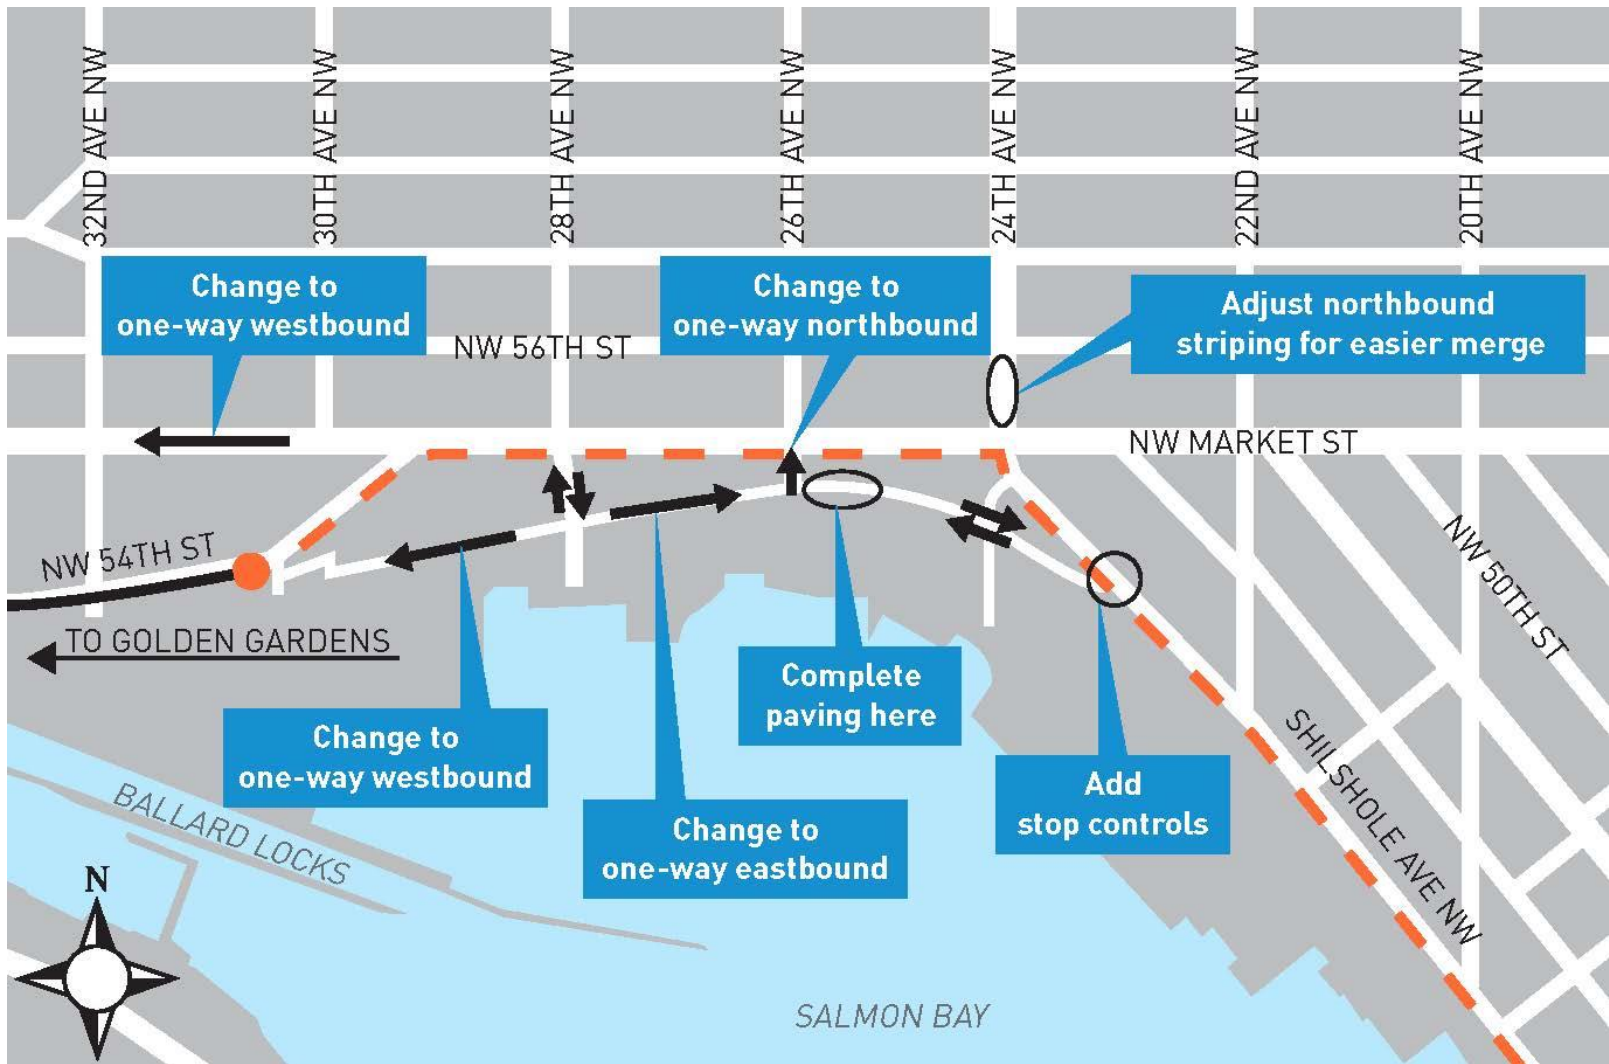 32ND AVE NW
30TH AVE NW
28TH AVE NW
26TH AVE NW
24TH AVE NW
22ND AVE NW
20TH AVE NW
Change to
one-way westbound
NW 56TH ST
Change to
one-way northbound
Adjust northbound
striping for easier merge
NW MARKET ST
NW 54TH ST
NW 50TH ST
TO GOLDEN GARDENS
Complete
paving here
Change to
one-way westbound
Change to
one-way eastbound
Add
stop controls
SHILSHOLE AVE NW
BALLARD LOCKS
N
SALMON BAY